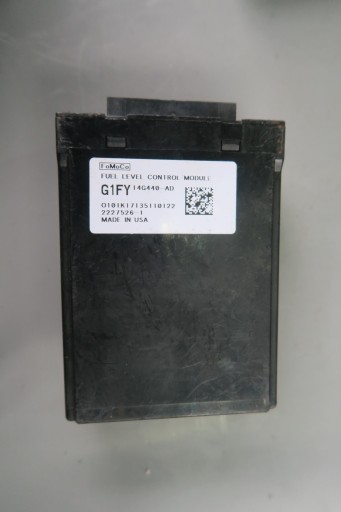 FoMoCo
FUEL LEVEL CONTROL MODULE
G1FY 14G440-AD
0101K17135110122
2227526-1
MADE IN USA